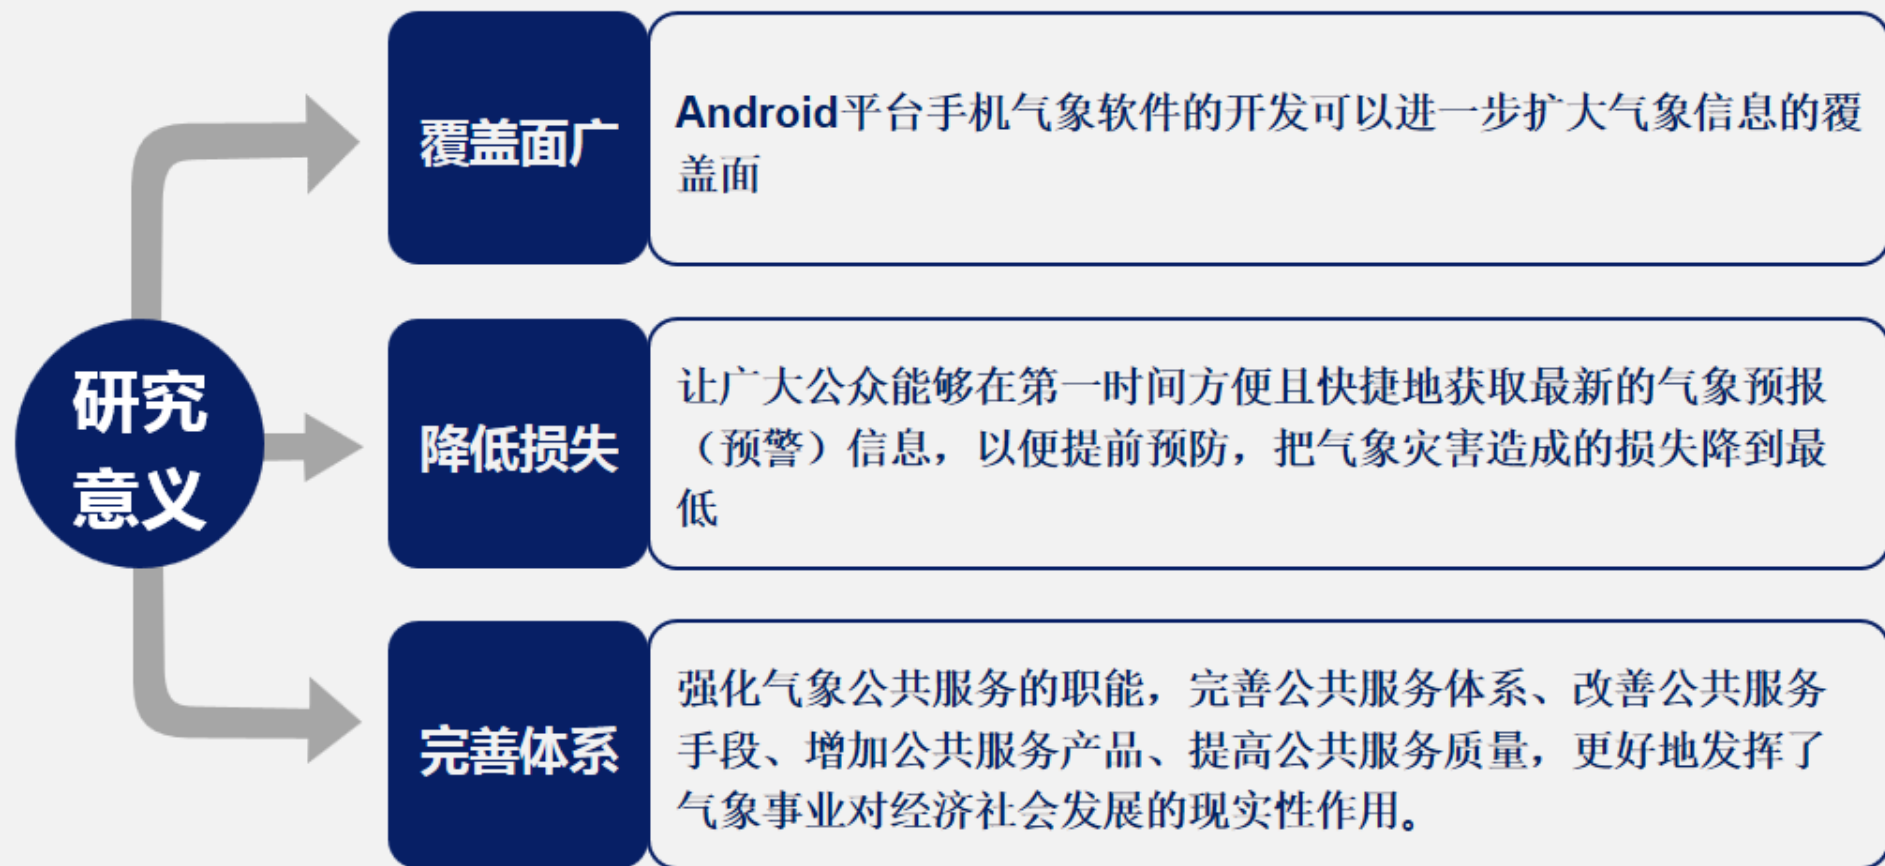 研究
意义
覆盖面广
Android平台手机气象软件的开发可以进一步扩大气象信息的覆
盖面
降低损失
让广大公众能够在第一时间方便且快捷地获取最新的气象预报
（预警）信息，以便提前预防，把气象灾害造成的损失降到最
低
完善体系
强化气象公共服务的职能，完善公共服务体系、改善公共服务
手段、增加公共服务产品、提高公共服务质量，更好地发挥了
气象事业对经济社会发展的现实性作用。